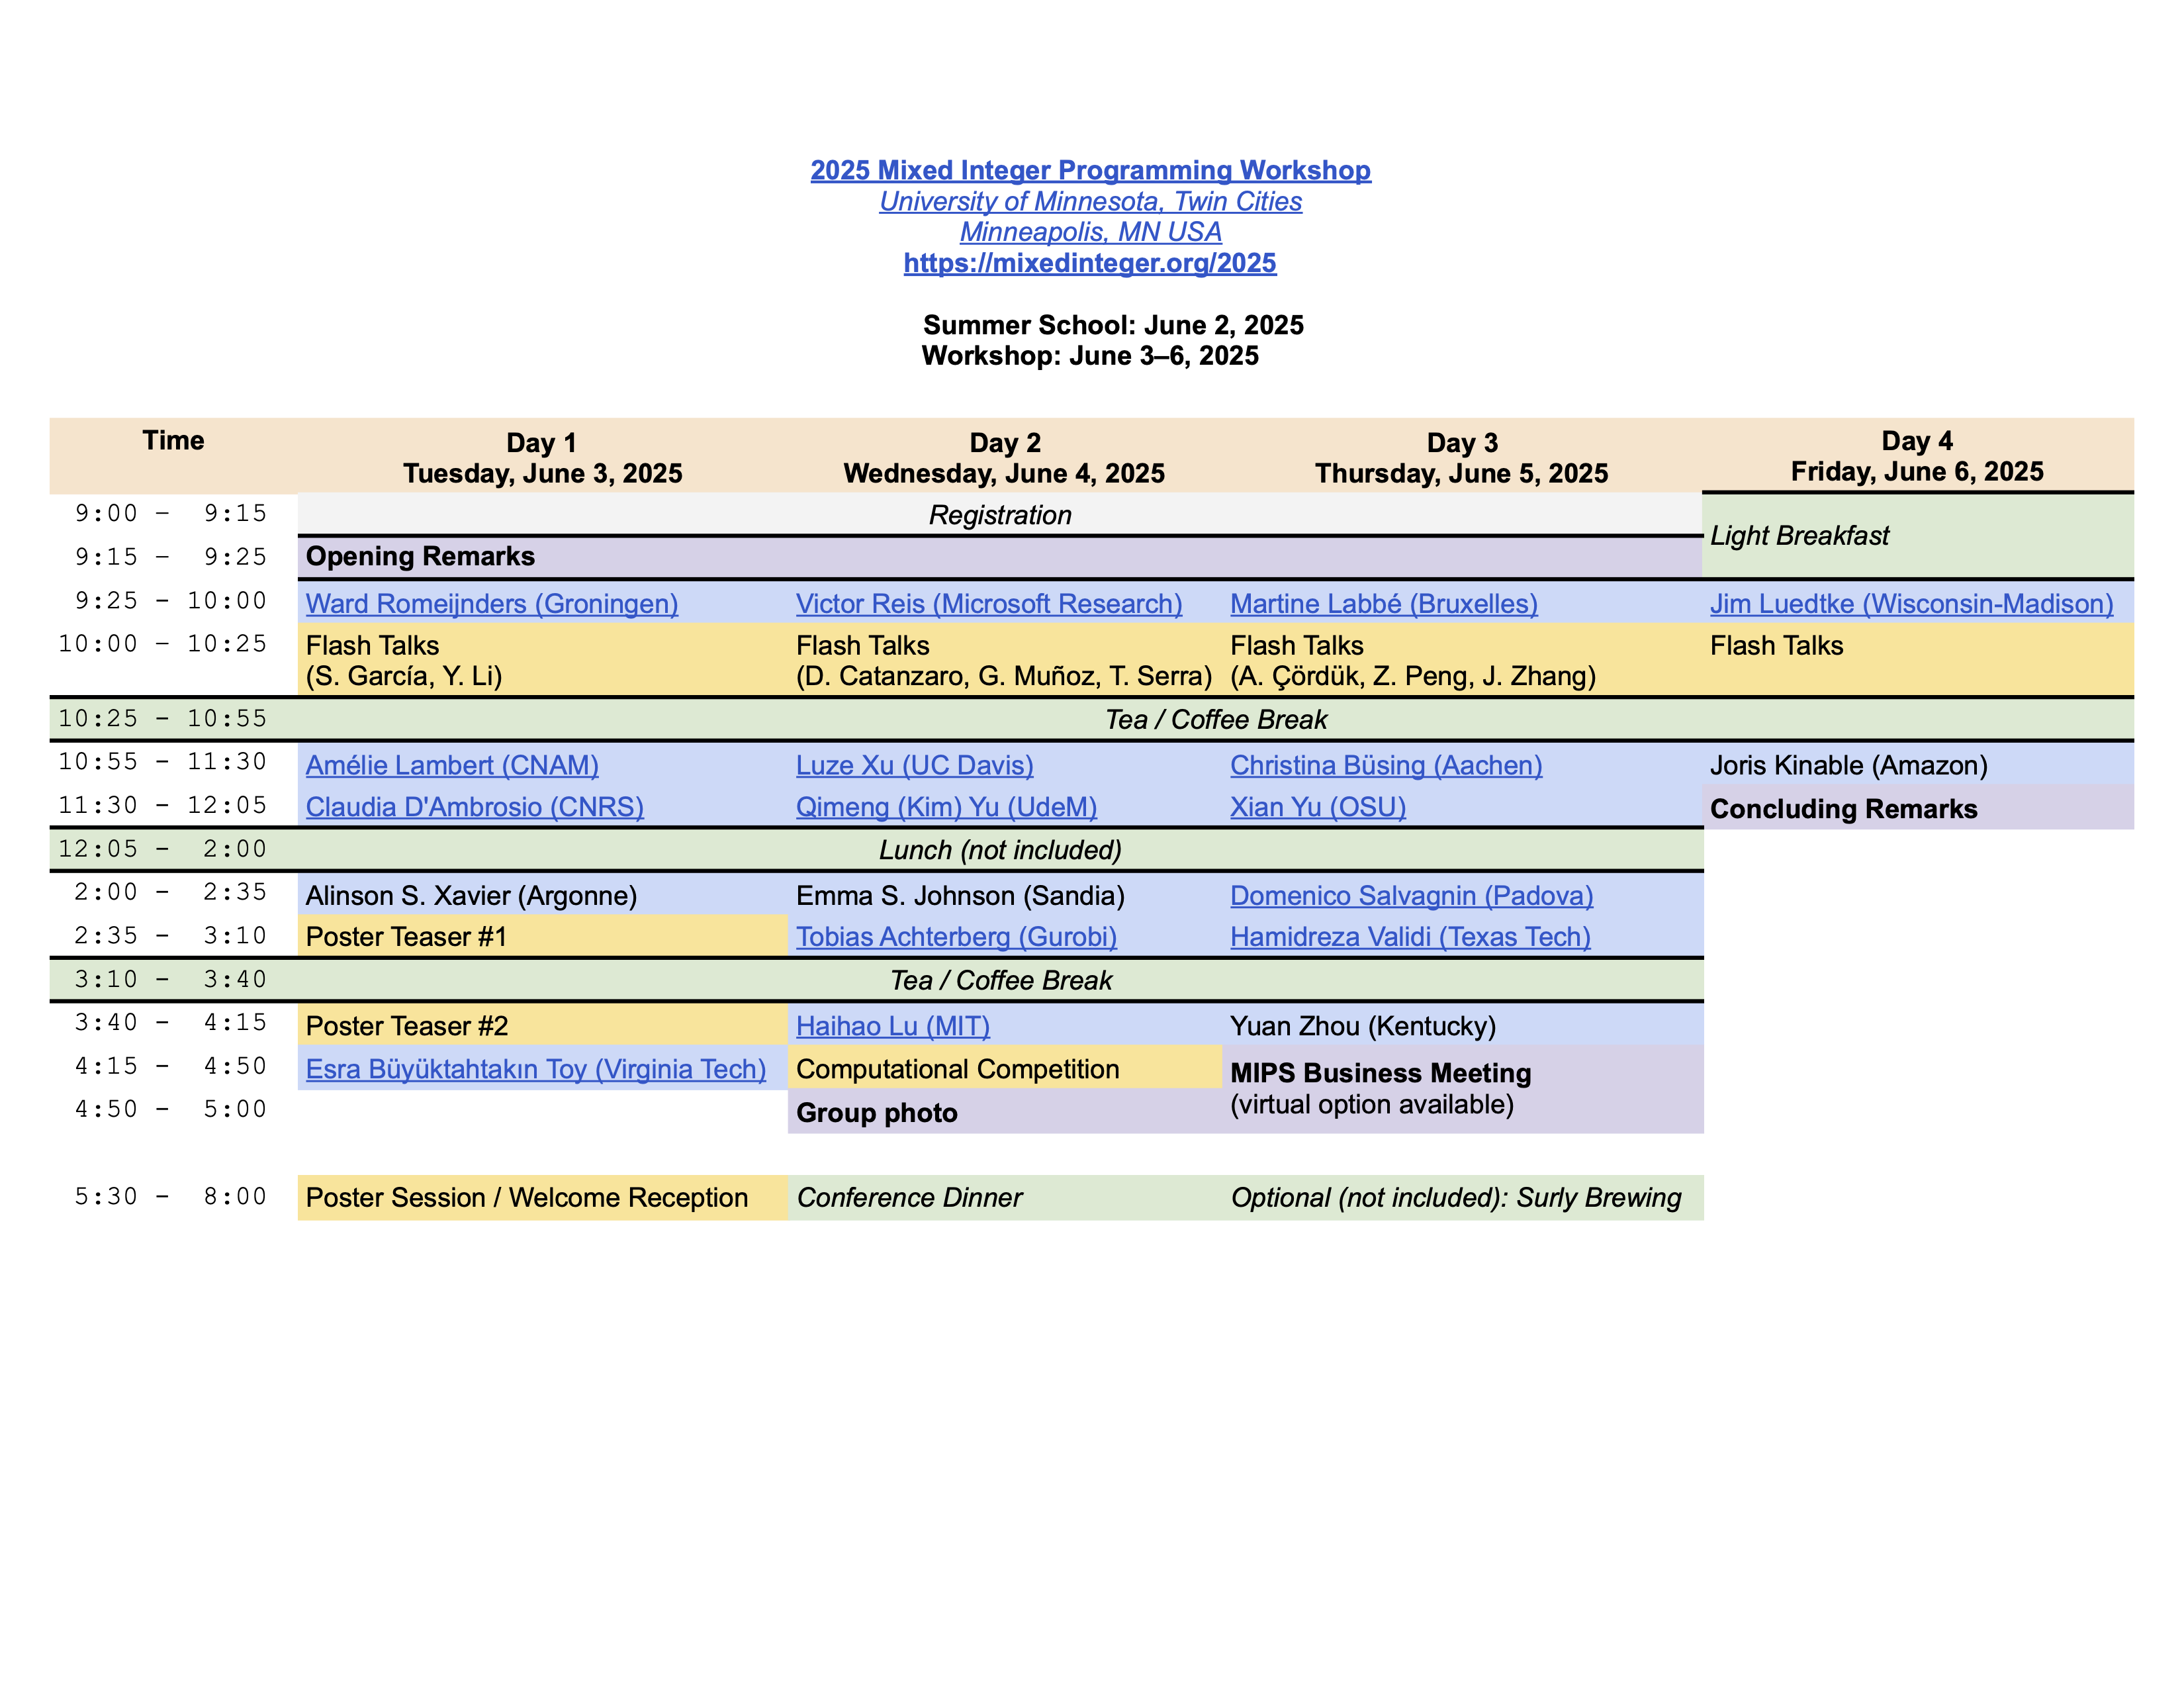 2025 Mixed Integer Programming Workshop
University of Minnesota, Twin Cities
Minneapolis, MN USA
https://mixedinteger.org/2025
Summer School: June 2, 2025
Workshop: June 3–6, 2025
Time
Day 1
Tuesday, June 3, 2025
Day 2
Wednesday, June 4, 2025
Day 3
Thursday, June 5, 2025
Day 4
Friday, June 6, 2025
9:00 – 9:15
Registration
Light Breakfast
9:15 – 9:25
Opening Remarks
9:25 – 10:00
Ward Romeijnders (Groningen)
Victor Reis (Microsoft Research)
Martine Labbé (Bruxelles)
Jim Luedtke (Wisconsin-Madison)
10:00 – 10:25
Flash Talks
(S. García, Y. Li)
Flash Talks
(D. Catanzaro, G. Muñoz, T. Serra)
Flash Talks
(A. Çördük, Z. Peng, J. Zhang)
Flash Talks
10:25 – 10:55
Tea / Coffee Break
10:55 – 11:30
Amélie Lambert (CNAM)
Luze Xu (UC Davis)
Christina Büsing (Aachen)
Joris Kinable (Amazon)
11:30 – 12:05
Claudia D'Ambrosio (CNRS)
Qimeng (Kim) Yu (UdeM)
Xian Yu (OSU)
Concluding Remarks
12:05 – 2:00
Lunch (not included)
2:00 – 2:35
Alinson S. Xavier (Argonne)
Emma S. Johnson (Sandia)
Domenico Salvagnin (Padova)
2:35 – 3:10
Poster Teaser #1
Tobias Achterberg (Gurobi)
Hamidreza Validi (Texas Tech)
3:10 – 3:40
Tea / Coffee Break
3:40 – 4:15
Poster Teaser #2
Haihao Lu (MIT)
Yuan Zhou (Kentucky)
4:15 – 4:50
Esra Büyüktahtakın Toy (Virginia Tech)
Computational Competition
MIPS Business Meeting
(virtual option available)
4:50 – 5:00
Group photo
5:30 – 8:00
Poster Session / Welcome Reception
Conference Dinner
Optional (not included): Surly Brewing